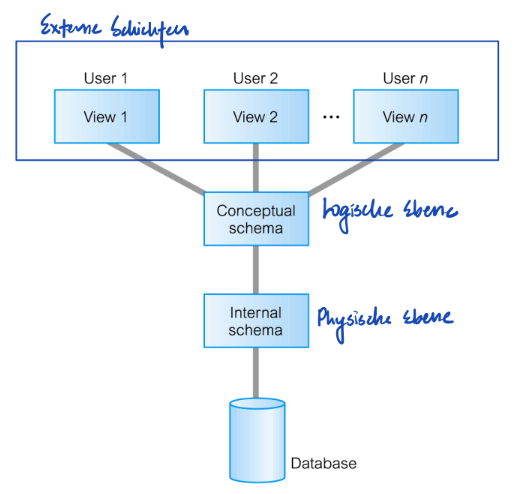 Externe Schichten
User 1 User 2 User n
View 1 View 2 ... View n
Conceptual
schema
Logische Ebene
Internal
schema
Physische Ebene
Database